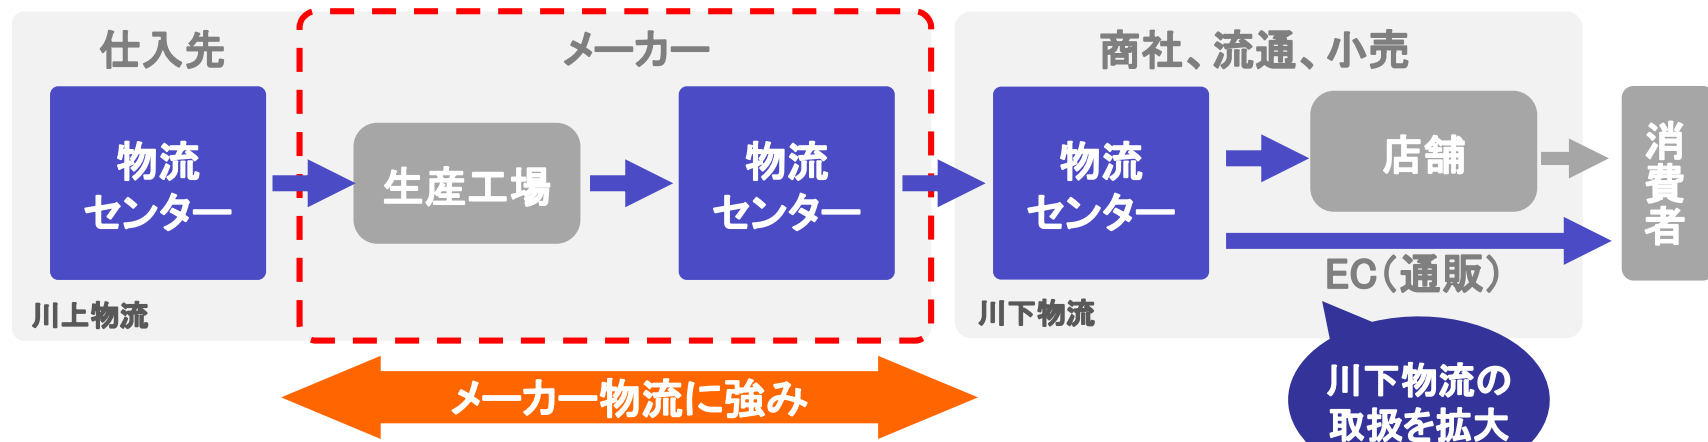 仕入先
メーカー
商社、流通、小売
物流
センター
生産工場
物流
センター
物流
センター
店舗
消費者
EC(通販)
川上物流
川下物流
メーカー物流に強み
川下物流の
取扱を拡大